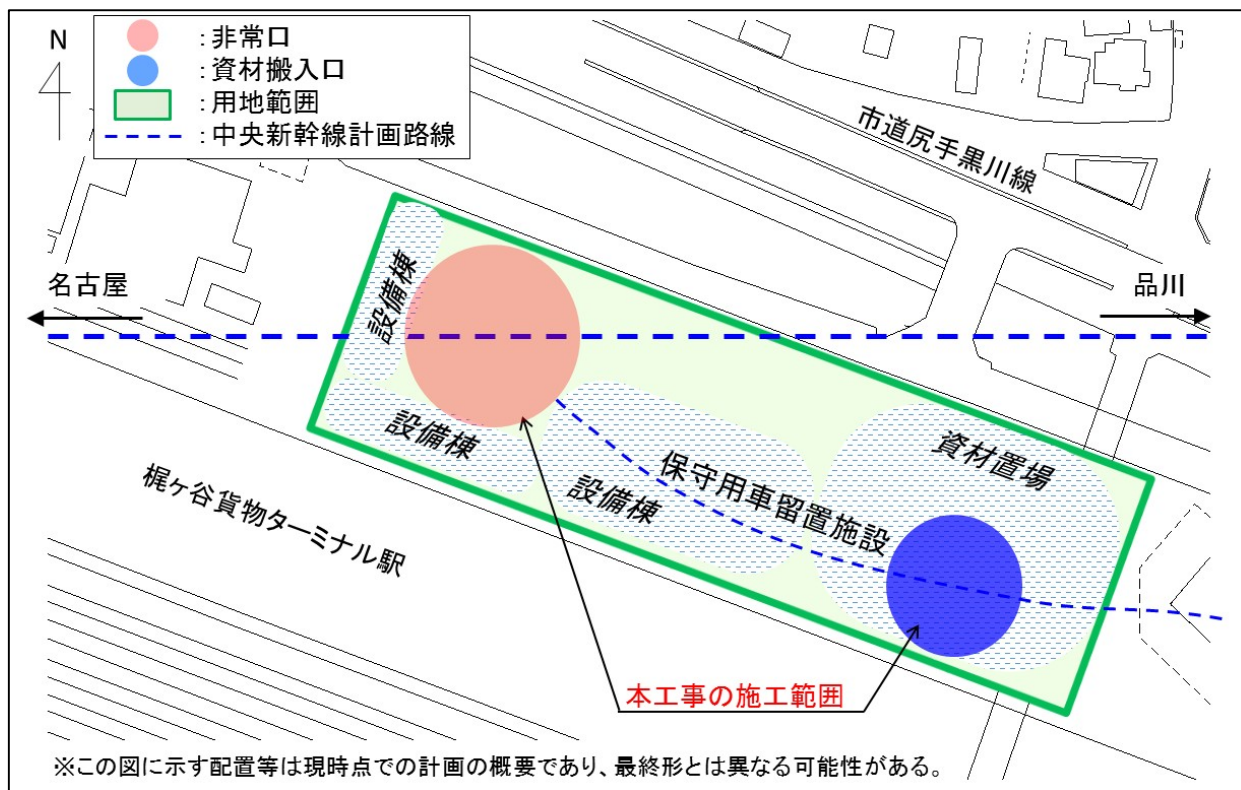 N
：非常口
：資材搬入口
：用地範囲
：中央新幹線計画路線
市道尻手黒川線
名古屋
品川
設備棟
設備棟
設備棟
保守用車留置施設
資材置場
梶ヶ谷貨物ターミナル駅
本工事の施工範囲
※この図に示す配置等は現時点での計画の概要であり、最終形とは異なる可能性がある。